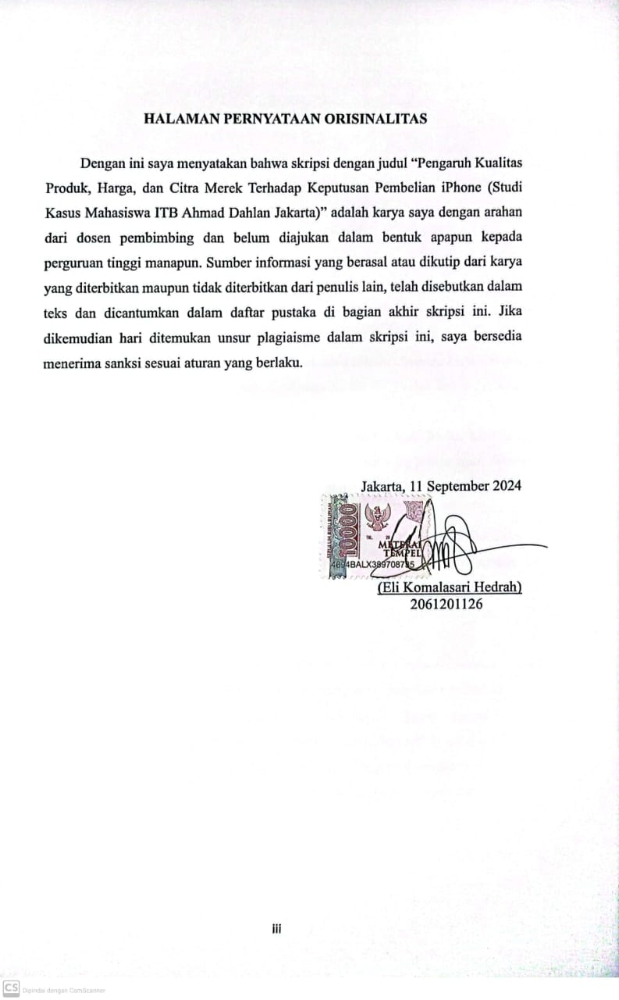 HALAMAN PERNYATAAN ORISINALITAS
Dengan ini saya menyatakan bahwa skripsi dengan judul “Pengaruh Kualitas
Produk, Harga, dan Citra Merek Terhadap Keputusan Pembelian iPhone (Studi
Kasus Mahasiswa ITB Ahmad Dahlan Jakarta)” adalah karya saya dengan arahan
dari dosen pembimbing dan belum diajukan dalam bentuk apapun kepada
perguruan tinggi manapun. Sumber informasi yang berasal atau dikutip dari karya
yang diterbitkan maupun tidak diterbitkan dari penulis lain, telah disebutkan dalam
teks dan dicantumkan dalam daftar pustaka di bagian akhir skripsi ini. Jika
dikemudian hari ditemukan unsur plagiaisme dalam skripsi ini, saya bersedia
menerima sanksi sesuai aturan yang berlaku.
Jakarta, 11 September 2024
10000
METERAI
TEMPEL
(Eli Komalasari Hedrah)
2061201126
iii
CS Dipindai dengan CamScanner